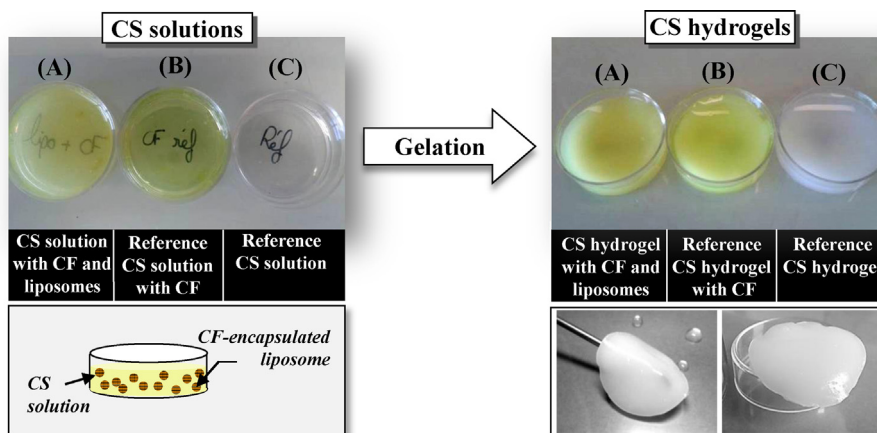 CS solutions
(A)
(B)
(C)
lipo + CF
CF réf
Réf
CS solution
with CF and
liposomes
Reference
CS solution
with CF
Reference
CS solution
CF-encapsulated
liposome
CS
solution
Gelation
CS hydrogels
(A)
(B)
(C)
CS hydrogel
with CF and
liposomes
Reference
CS hydrogel
with CF
Reference
CS hydroge